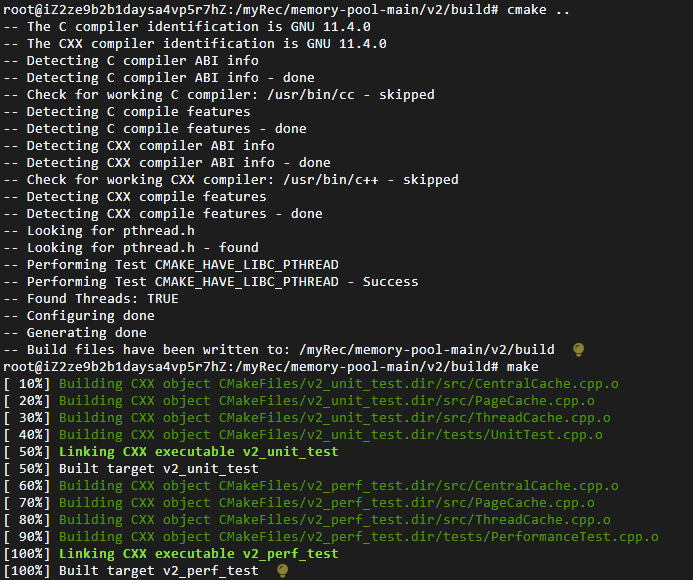 root@iZ2ze9b2b1daysa4vp5r7hZ:/myRec/memory-pool-main/v2/build# cmake ..
-- The C compiler identification is GNU 11.4.0
-- The CXX compiler identification is GNU 11.4.0
-- Detecting C compiler ABI info
-- Detecting C compiler ABI info - done
-- Check for working C compiler: /usr/bin/cc - skipped
-- Detecting C compile features
-- Detecting C compile features - done
-- Detecting CXX compiler ABI info
-- Detecting CXX compiler ABI info - done
-- Check for working CXX compiler: /usr/bin/c++ - skipped
-- Detecting CXX compile features
-- Detecting CXX compile features - done
-- Looking for pthread.h
-- Looking for pthread.h - found
-- Performing Test CMAKE_HAVE_LIBC_PTHREAD
-- Performing Test CMAKE_HAVE_LIBC_PTHREAD - Success
-- Found Threads: TRUE
-- Configuring done
-- Generating done
-- Build files have been written to: /myRec/memory-pool-main/v2/build
root@iZ2ze9b2b1daysa4vp5r7hZ:/myRec/memory-pool-main/v2/build# make
[ 10%] Building CXX object CMakeFiles/v2_unit_test.dir/src/CentralCache.cpp.o
[ 20%] Building CXX object CMakeFiles/v2_unit_test.dir/src/PageCache.cpp.o
[ 30%] Building CXX object CMakeFiles/v2_unit_test.dir/src/ThreadCache.cpp.o
[ 40%] Building CXX object CMakeFiles/v2_unit_test.dir/tests/UnitTest.cpp.o
[ 50%] Linking CXX executable v2_unit_test
[ 50%] Built target v2_unit_test
[ 60%] Building CXX object CMakeFiles/v2_perf_test.dir/src/CentralCache.cpp.o
[ 70%] Building CXX object CMakeFiles/v2_perf_test.dir/src/PageCache.cpp.o
[ 80%] Building CXX object CMakeFiles/v2_perf_test.dir/src/ThreadCache.cpp.o
[ 90%] Building CXX object CMakeFiles/v2_perf_test.dir/tests/PerformanceTest.cpp.o
[100%] Linking CXX executable v2_perf_test
[100%] Built target v2_perf_test